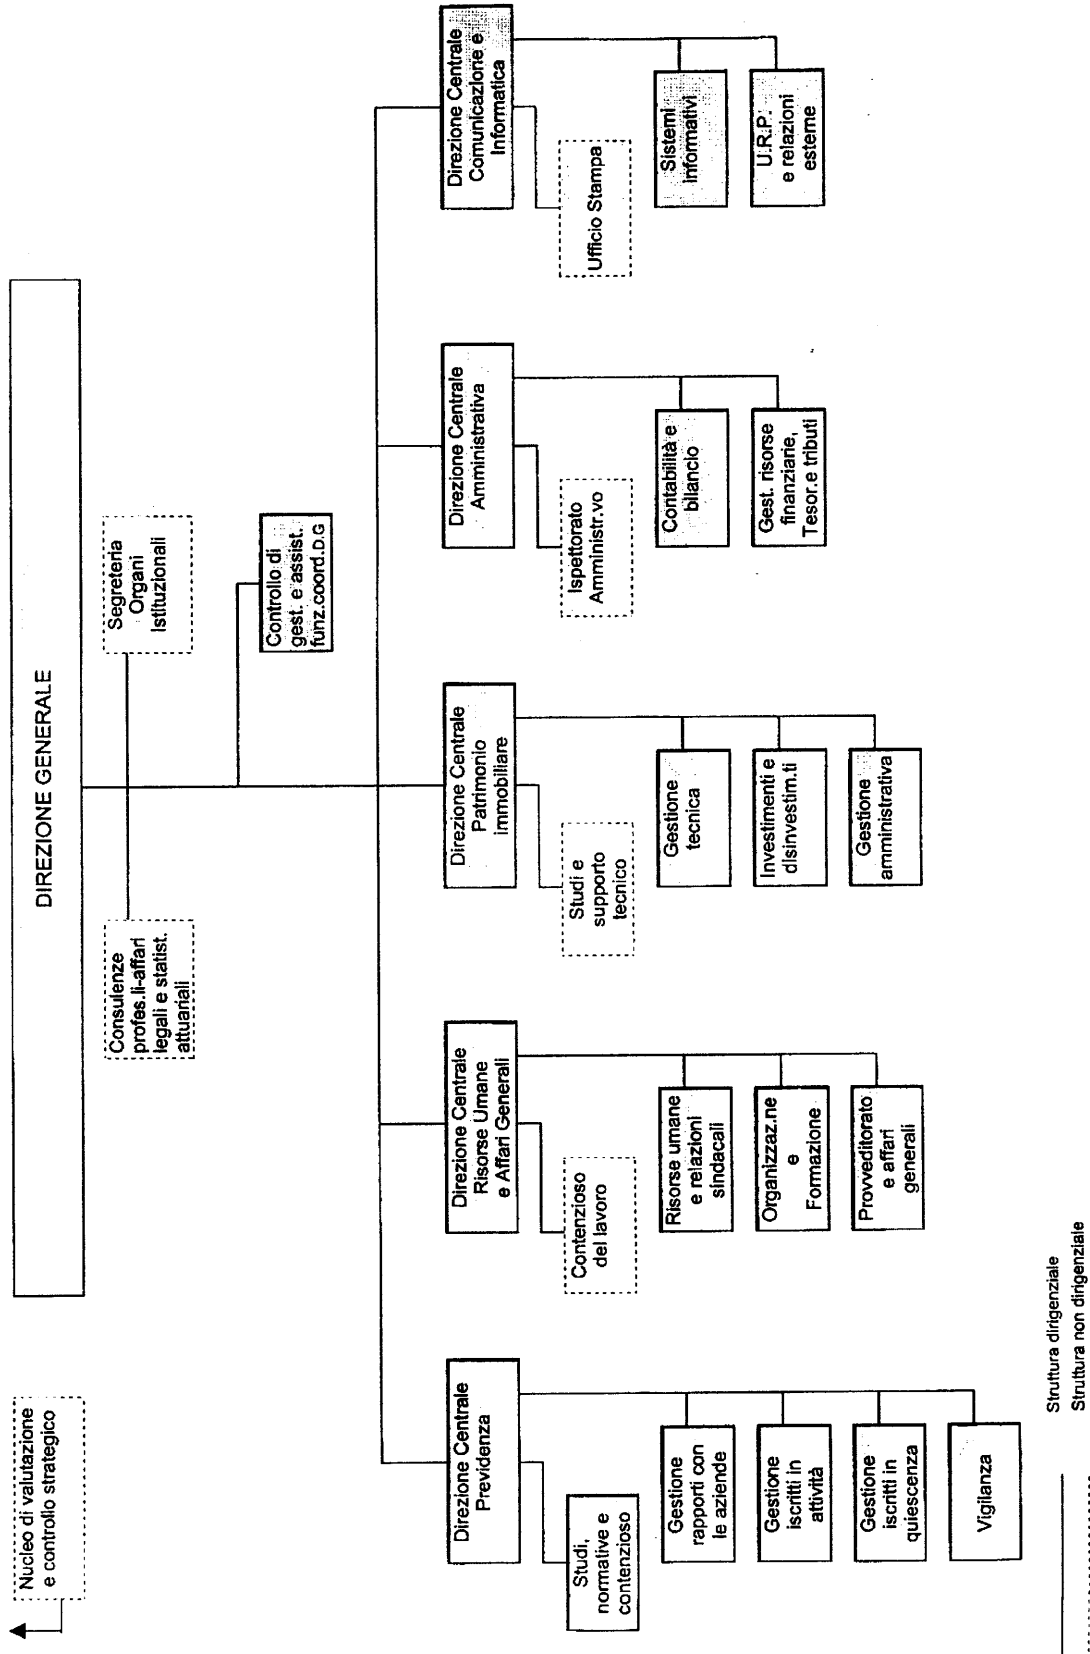 Nucleo di valutazione
e controllo strategico
DIREZIONE GENERALE
Consulenze
profes.li-affari
legali e statist.
attuariali
Segreteria
Organi
Istituzionali
Controllo di
gest. e assist.
funz.coord.D.G
Direzione Centrale
Previdenza
Studi,
normative e
contenzioso
Gestione
rapporti con
le aziende
Gestione
iscritti in
attività
Gestione
iscritti in
quiescenza
Vigilanza
Direzione Centrale
Risorse Umane
e Affari Generali
Contenzioso
del lavoro
Risorse umane
e relazioni
sindacali
Organizzaz.ne
e
Formazione
Provveditorato
e affari
generali
Direzione Centrale
Patrimonio
immobiliare
Studi e
supporto
tecnico
Gestione
tecnica
Investimenti e
disinvestim.ti
Gestione
amministrativa
Direzione Centrale
Amministrativa
Ispettorato
Amministr.vo
Contabilità e
bilancio
Gest. risorse
finanziarie,
Tesor.e tributi
Direzione Centrale
Comunicazione e
Informatica
Ufficio Stampa
Sistemi
informativi
U.R.P.
e relazioni
esterne
Struttura dirigenziale
Struttura non dirigenziale